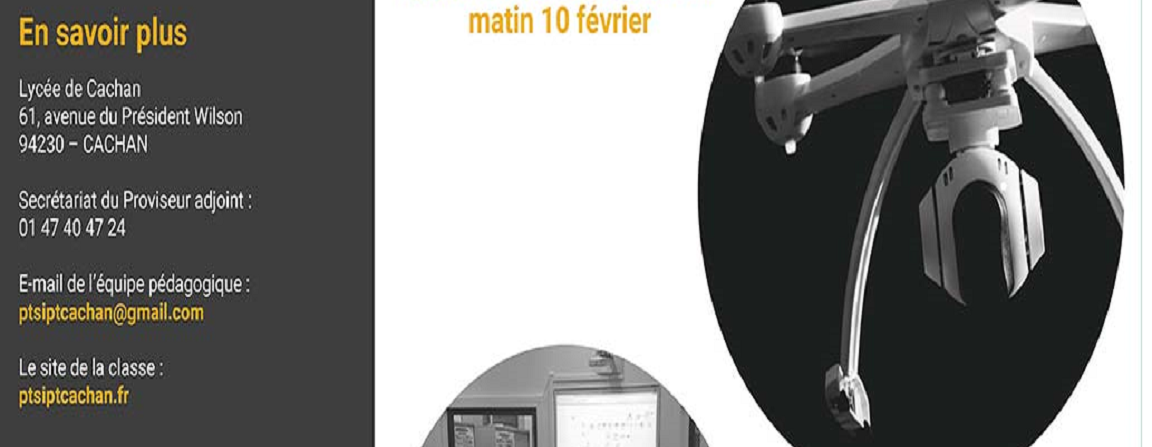 En savoir plus
Lycée de Cachan
61, avenue du Président Wilson
94230 – CACHAN
Secrétariat du Proviseur adjoint :
01 47 40 47 24
E-mail de l'équipe pédagogique :
ptsiptcachan@gmail.com
Le site de la classe :
ptsiptcachan.fr
matin 10 février